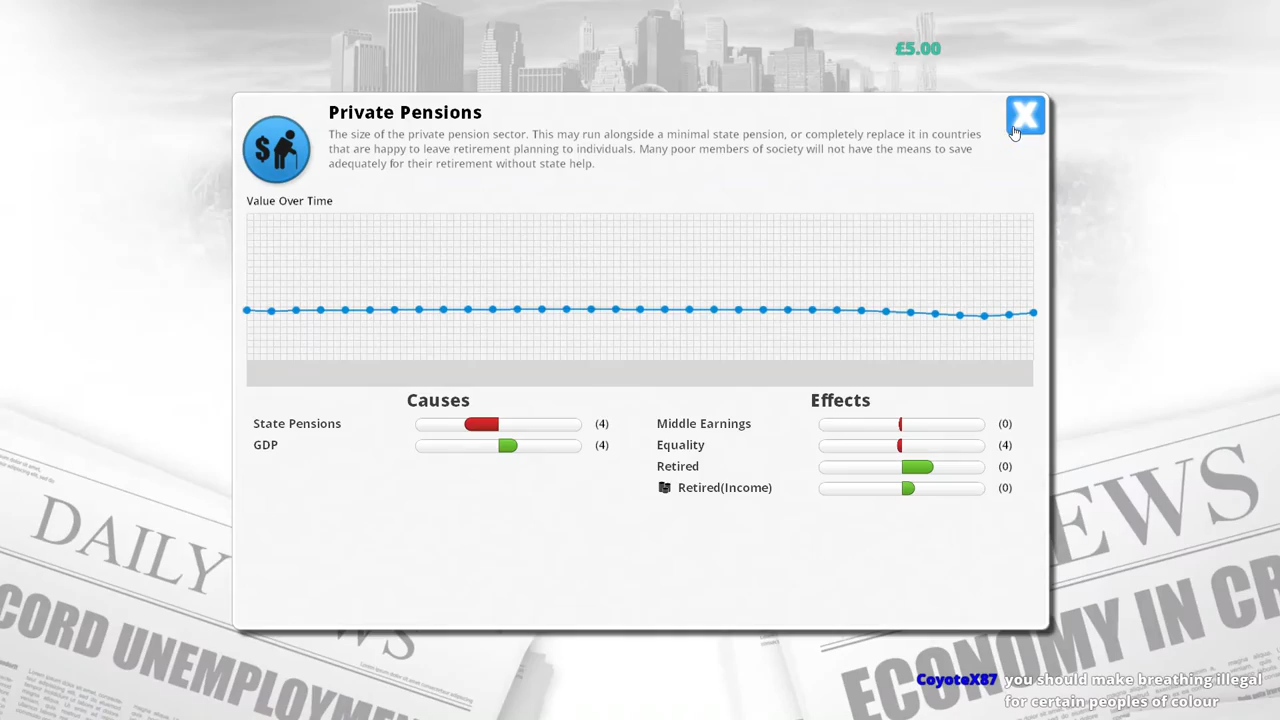 £5.00
Private Pensions
The size of the private pension sector. This may run alongside a minimal state pension, or completely replace it in countries
that are happy to leave retirement planning to individuals. Many poor members of society will not have the means to save
adequately for their retirement without state help.
X
Value Over Time
Causes
State Pensions (4)
GDP (4)
Effects
Middle Earnings (0)
Equality (4)
Retired (0)
Retired(Income) (0)
DAILY
CORD UNEMPLOYME
WS
EWS
ECONOMY IN CR
CoyoteX87 you should make breathing illegal
for certain peoples of colour